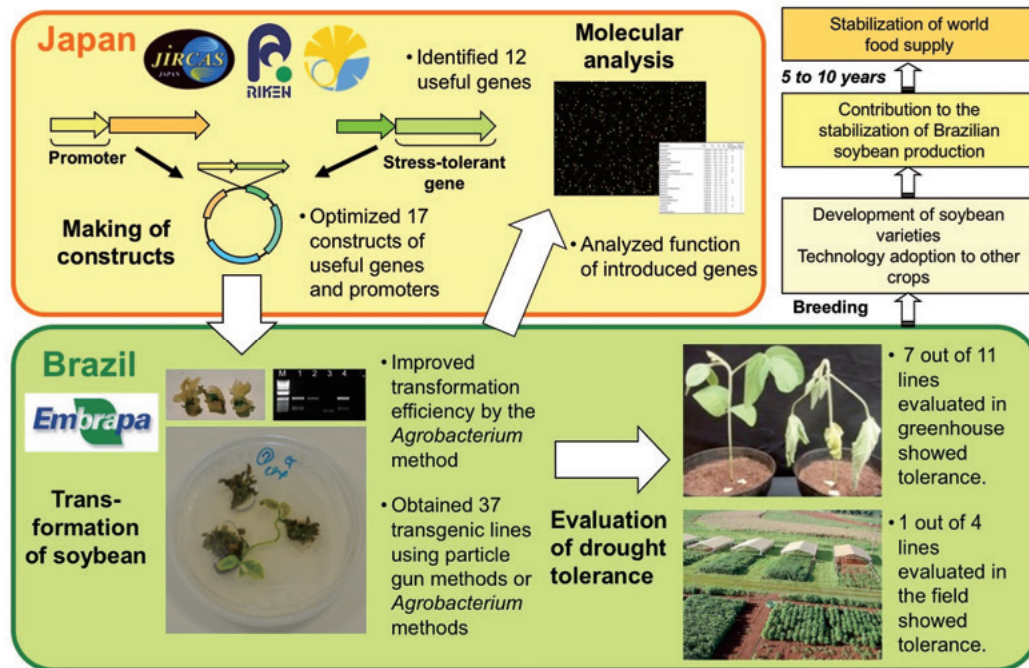 Japan
JIRCAS
JAPAN
RIKEN
• Identified 12
useful genes
Molecular
analysis
Promoter
Stress-tolerant
gene
Making of
constructs
• Optimized 17
constructs of
useful genes
and promoters
• Analyzed function
of introduced genes
Stabilization of world
food supply
5 to 10 years
Contribution to the
stabilization of Brazilian
soybean production
Development of soybean
varieties
Technology adoption to other
crops
Breeding
Brazil
Embrapa
Trans-
formation
of soybean
M 1 2 3 4
• Improved
transformation
efficiency by the
Agrobacterium
method
• Obtained 37
transgenic lines
using particle
gun methods or
Agrobacterium
methods
Evaluation
of drought
tolerance
• 7 out of 11
lines
evaluated in
greenhouse
showed
tolerance.
• 1 out of 4
lines
evaluated in
the field
showed
tolerance.